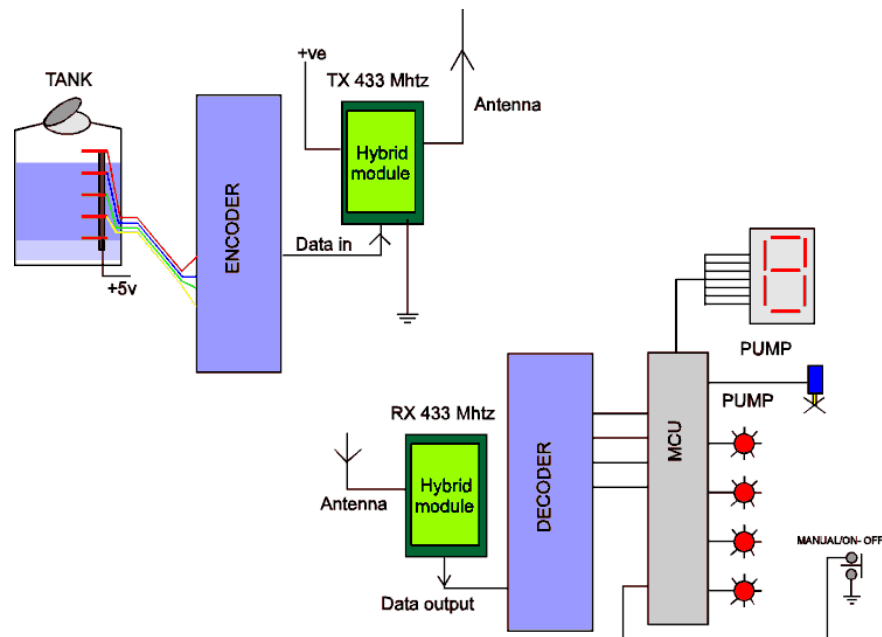 +ve
TX 433 Mhtz
TANK
Antenna
Hybrid
module
ENCODER
Data in
+5v
PUMP
RX 433 Mhtz
PUMP
MCU
DECODER
Hybrid
module
Antenna
MANUAL/ON- OFF
Data output